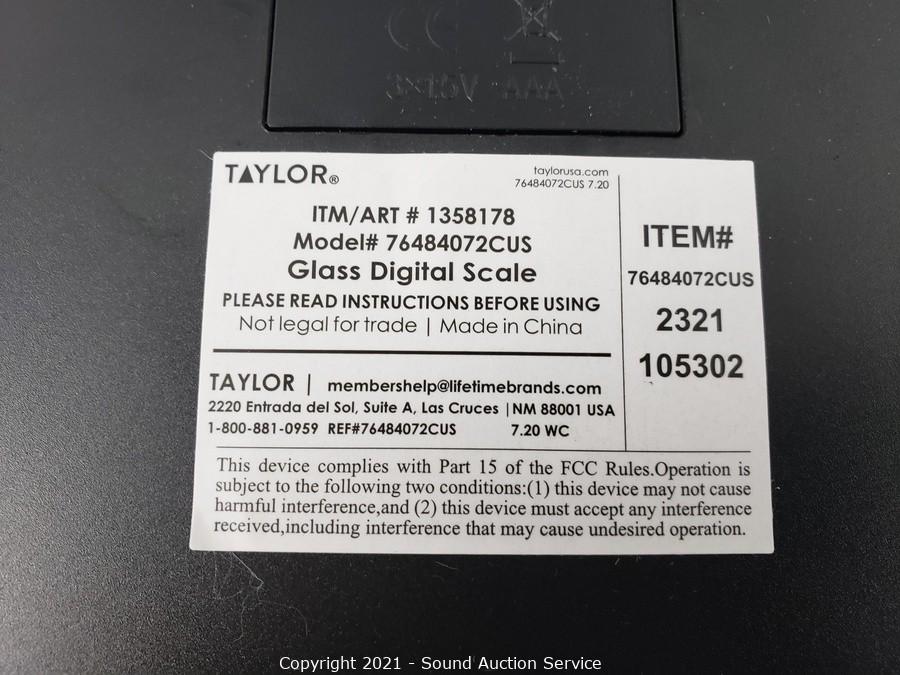 AAA Vσ1×2
TAYLOR®
taylorusa.com
76484072CUS 7.20
ITM/ART # 1358178
Model# 76484072CUS
Glass Digital Scale
PLEASE READ INSTRUCTIONS BEFORE USING
Not legal for trade | Made in China
ITEM#
76484072CUS
2321
105302
TAYLOR | membershelp@lifetimebrands.com
2220 Entrada del Sol, Suite A, Las Cruces |NM 88001 USA
1-800-881-0959 REF#76484072CUS 7.20 WC
This device complies with Part 15 of the FCC Rules.Operation is
subject to the following two conditions:(1) this device may not cause
harmful interference,and (2) this device must accept any interference
received,including interference that may cause undesired operation.
Copyright 2021 - Sound Auction Service